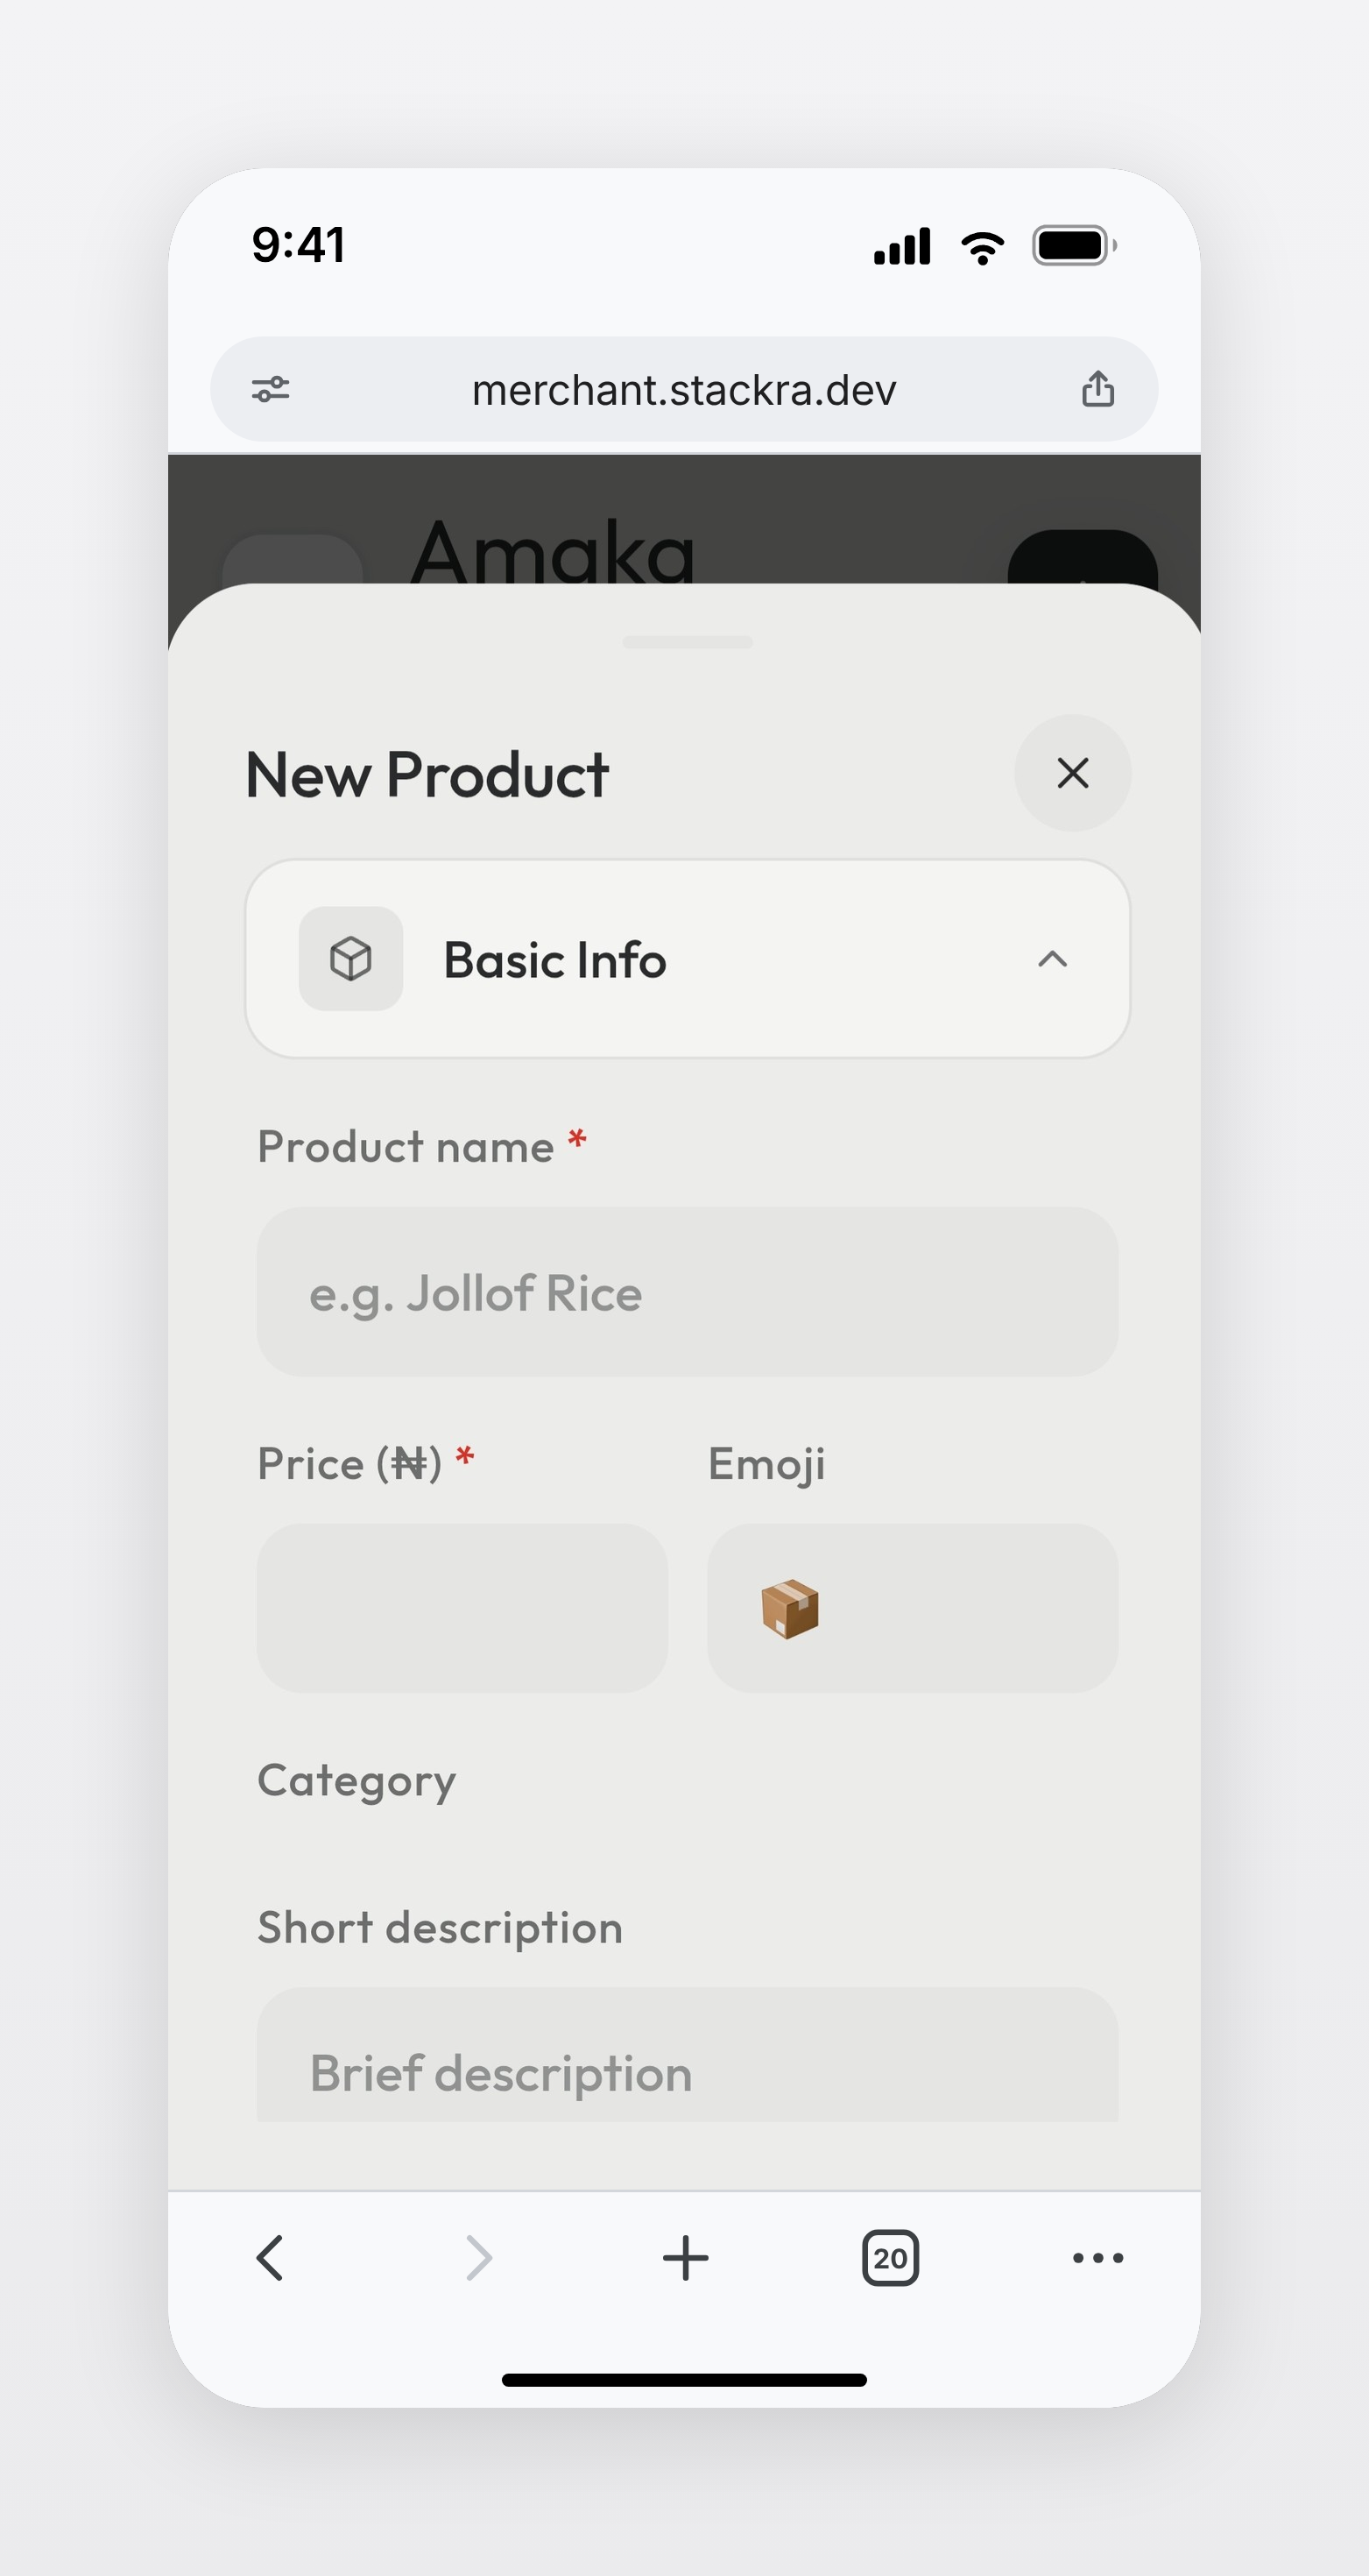 9:41
merchant.stackra.dev
Amaka
New Product
Basic Info
Product name *
e.g. Jollof Rice
Price (₦) *
Emoji
Category
Short description
Brief description
20